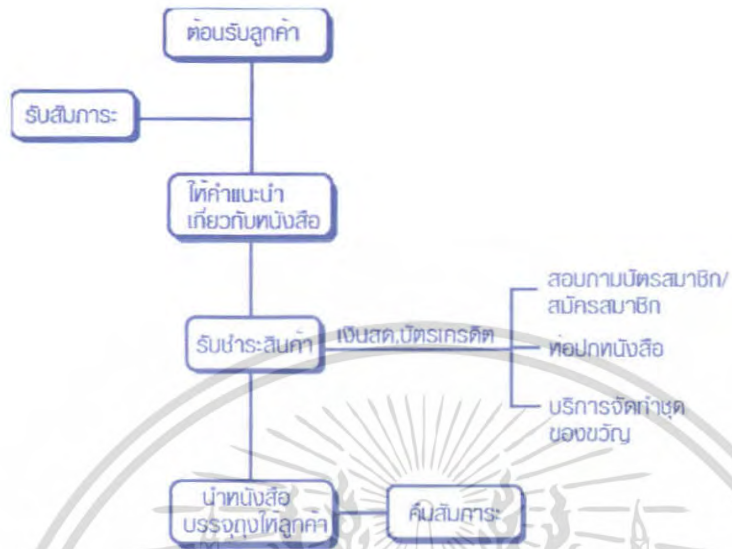 ต้อนรับลูกค้า
รับสัมภาระ
ให้คำแนะนำ
เกี่ยวกับหนังสือ
รับชำระสินค้า
เงินสด,บัตรเครดิต
สอบถามบัตรสมาชิก/
สมัครสมาชิก
ห่อปกหนังสือ
บริการจัดทำชุด
ของขวัญ
นำหนังสือ
บรรจุถุงให้ลูกค้า
คืนสัมภาระ